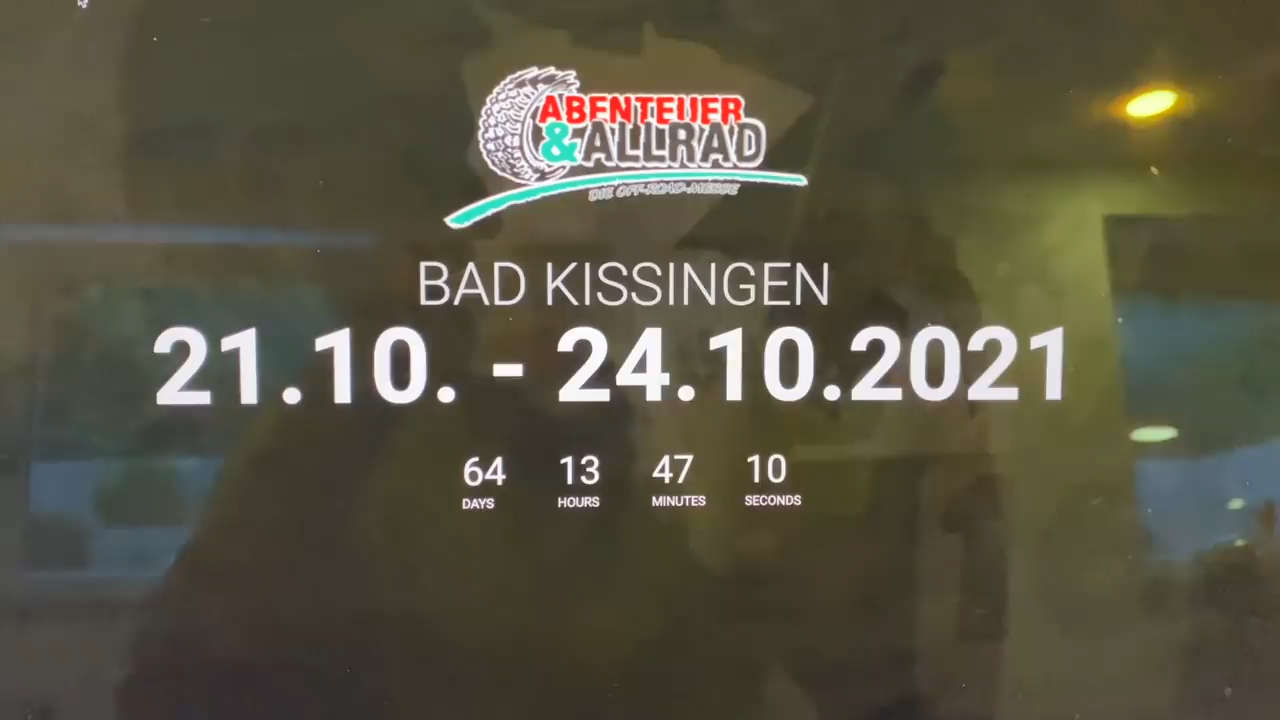 ABENTEUER
&ALLRAD
DIE OFF-ROAD-MESSE
BAD KISSINGEN
21.10. - 24.10.2021
64 13 47 10
DAYS HOURS MINUTES SECONDS